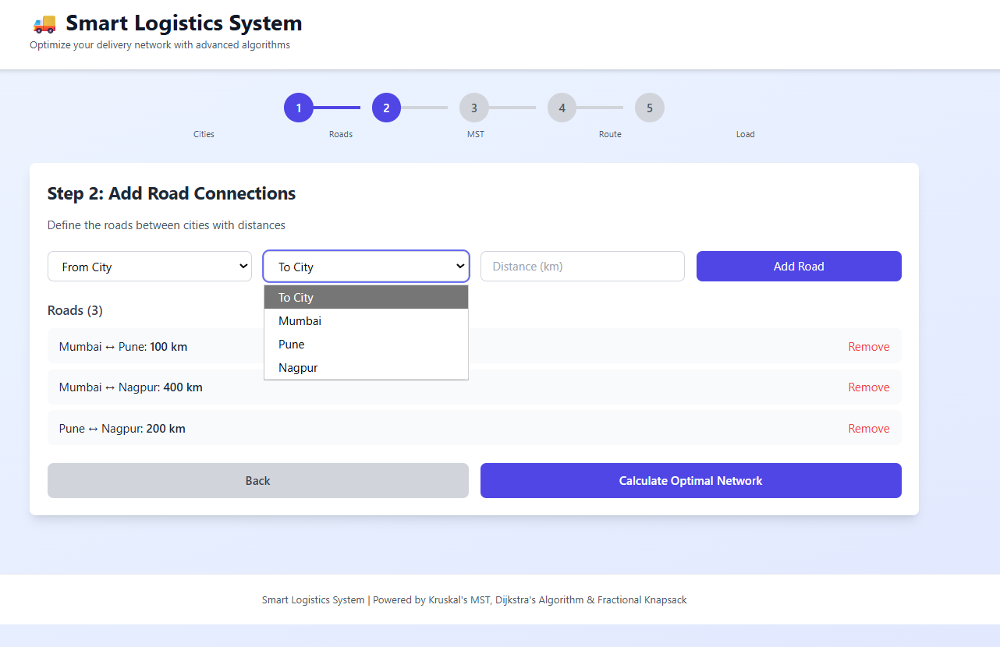 Smart Logistics System
Optimize your delivery network with advanced algorithms
1 2 3 4 5
Cities Roads MST Route Load
Step 2: Add Road Connections
Define the roads between cities with distances
From City To City Distance (km) Add Road
To City
Roads (3)
Mumbai
Pune
Nagpur
Mumbai ↔ Pune: 100 km Remove
Mumbai ↔ Nagpur: 400 km Remove
Pune ↔ Nagpur: 200 km Remove
Back Calculate Optimal Network
Smart Logistics System | Powered by Kruskal's MST, Dijkstra's Algorithm & Fractional Knapsack